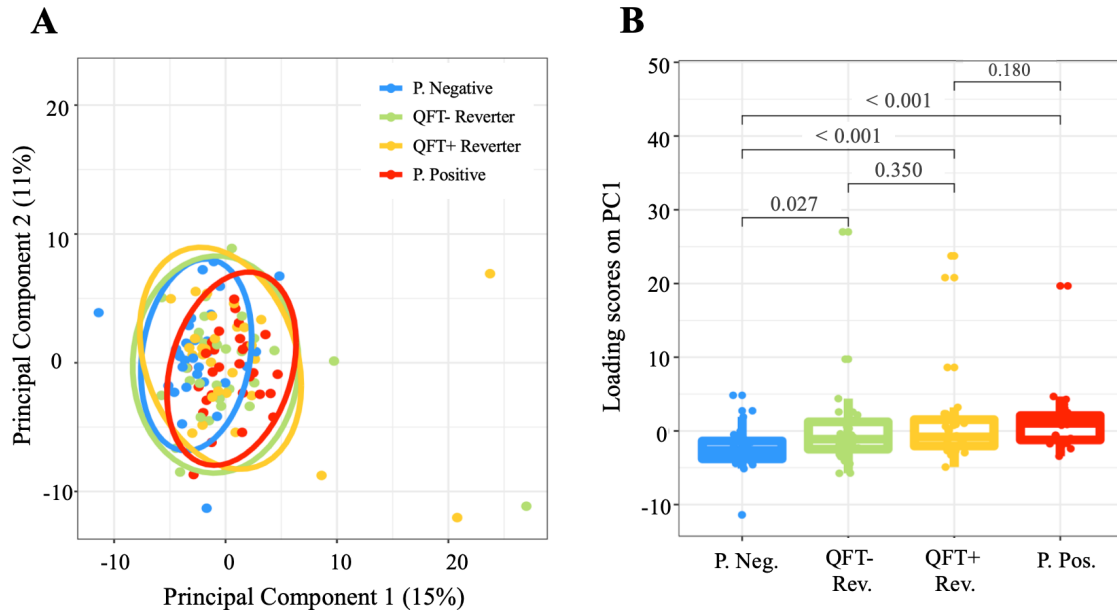 A
Principal Component 2 (11%)
20
10
0
-10
P. Negative
QFT- Reverter
QFT+ Reverter
P. Positive
-10
0
10
20
Principal Component 1 (15%)
B
Loading scores on PC1
50
40
30
20
10
0
-10
0.180
< 0.001
< 0.001
0.350
0.027
P. Neg.
QFT-
Rev.
QFT+
Rev.
P. Pos.